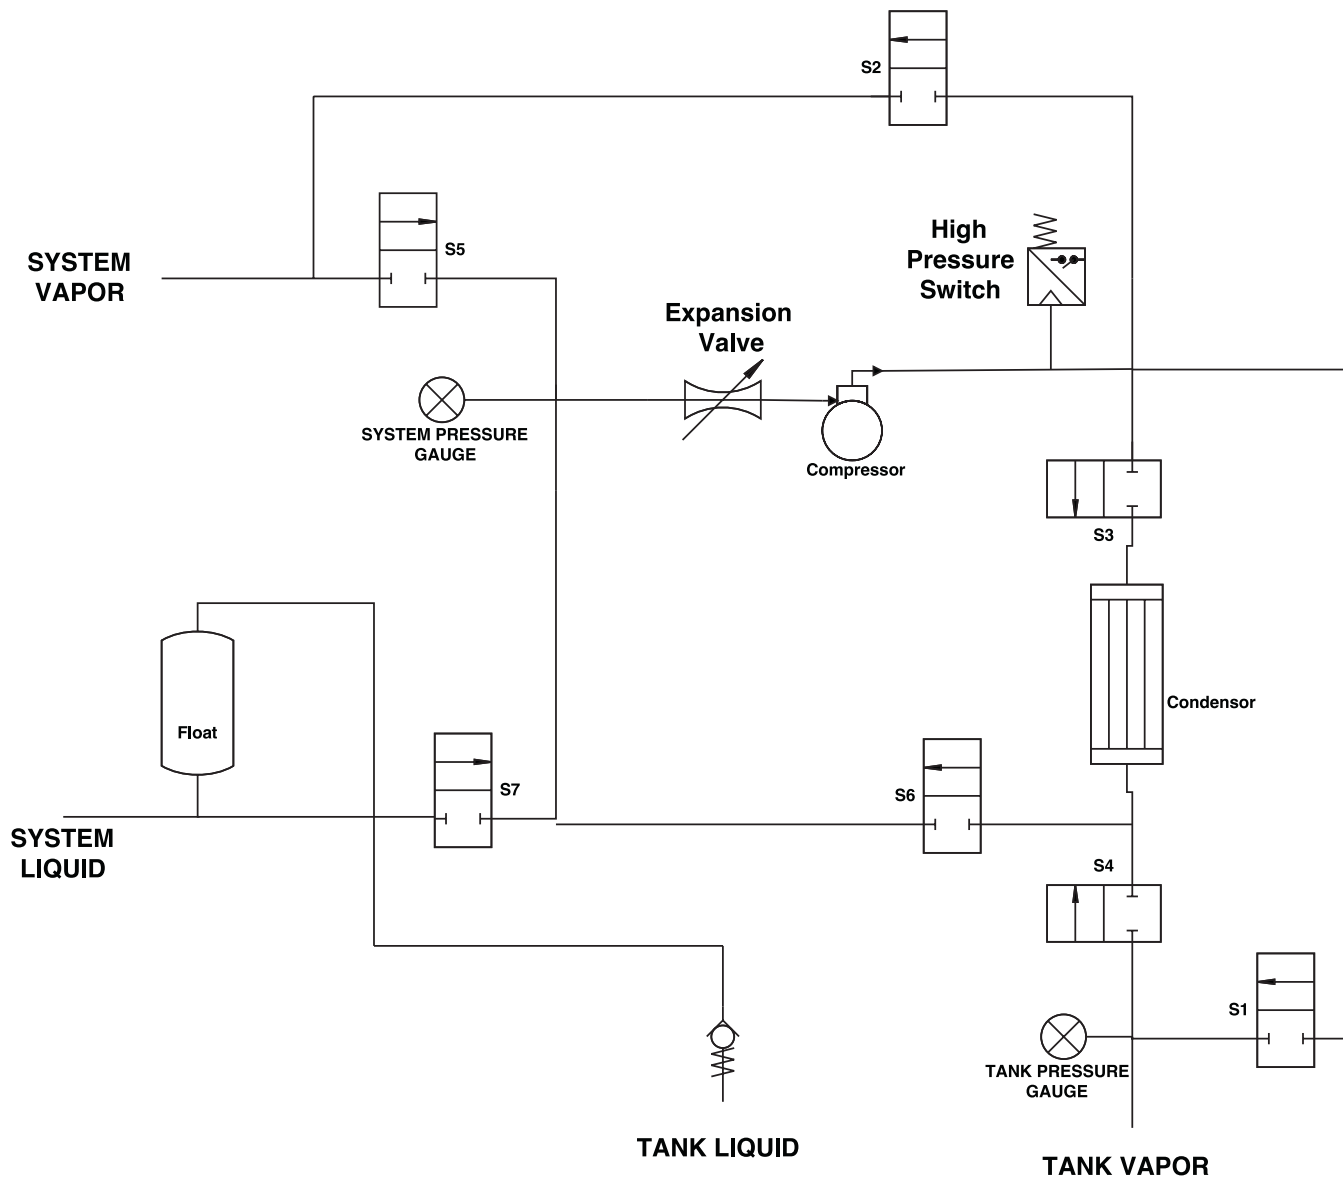 S2
SYSTEM
VAPOR
S5
High
Pressure
Switch
Expansion
Valve
SYSTEM PRESSURE
GAUGE
Compressor
S3
Condensor
Float
S7
S6
SYSTEM
LIQUID
S4
S1
TANK PRESSURE
GAUGE
TANK LIQUID
TANK VAPOR